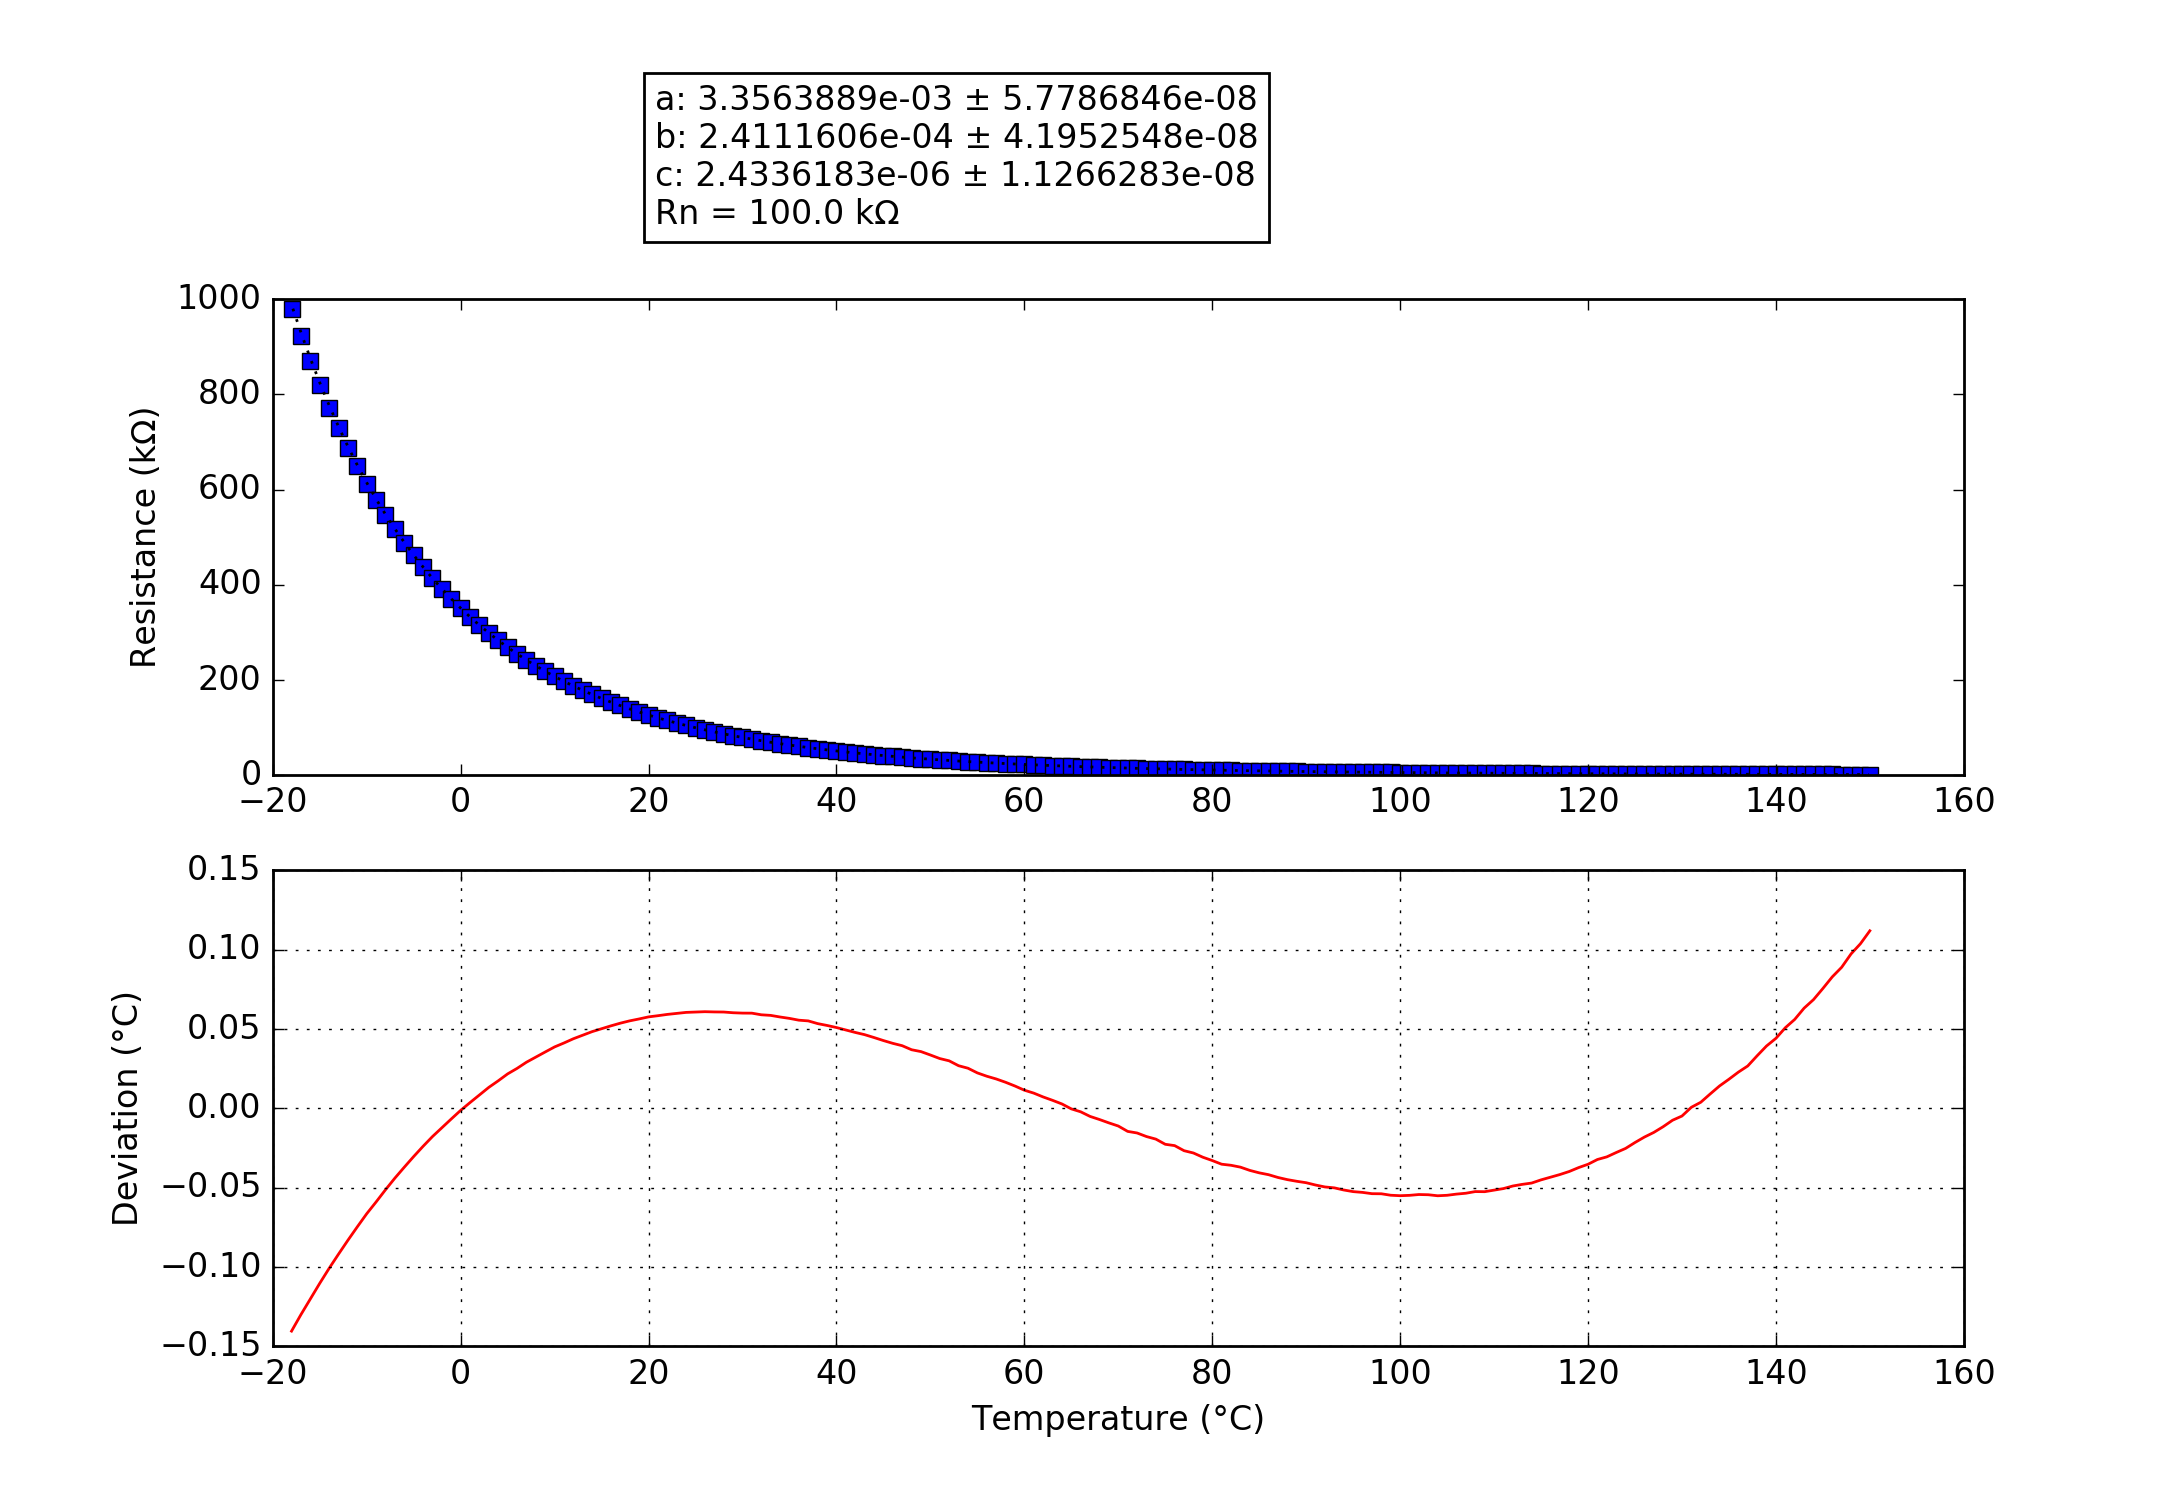 a: 3.3563889e-03 ± 5.7786846e-08
b: 2.4111606e-04 ± 4.1952548e-08
c: 2.4336183e-06 ± 1.1266283e-08
Rn = 100.0 kΩ
1000
800
600
400
200
0
Resistance (kΩ)
−20 0 20 40 60 80 100 120 140 160
0.15
0.10
0.05
0.00
−0.05
−0.10
−0.15
Deviation (°C)
−20 0 20 40 60 80 100 120 140 160
Temperature (°C)